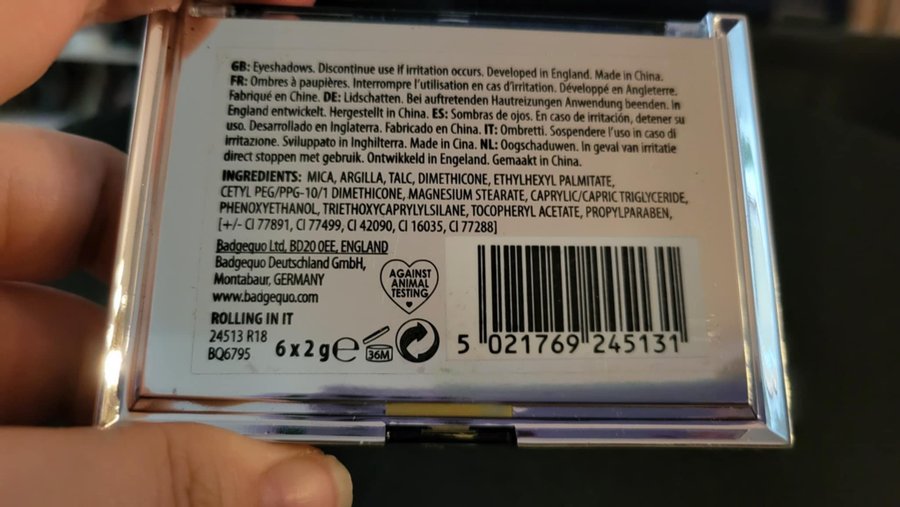 GB: Eyeshadows. Discontinue use if irritation occurs. Developed in England. Made in China.
FR: Ombres à paupières. Interrompre l'utilisation en cas d'irritation. Développé en Angleterre.
Fabriqué en Chine. DE: Lidschatten. Bei auftretenden Hautreizungen Anwendung beenden. In
England entwickelt. Hergestellt in China. ES: Sombras de ojos. En caso de irritación, detener su
uso. Desarrollado en Inglaterra. Fabricado en China. IT: Ombretti. Sospendere l'uso in caso di
irritazione. Sviluppato in Inghilterra. Made in Cina. NL: Oogschaduwen. In geval van irritatie
direct stoppen met gebruik. Ontwikkeld in Engeland. Gemaakt in China.
INGREDIENTS: MICA, ARGILLA, TALC, DIMETHICONE, ETHYLHEXYL PALMITATE,
CETYL PEG/PPG-10/1 DIMETHICONE, MAGNESIUM STEARATE, CAPRYLIC/CAPRIC TRIGLYCERIDE,
PHENOXYETHANOL, TRIETHOXYCAPRYLYLSILANE, TOCOPHERYL ACETATE, PROPYLPARABEN,
[+/- CI 77891, CI 77499, CI 42090, CI 16035, CI 77288]
Badgequo Ltd, BD20 0EE, ENGLAND
Badgequo Deutschland GmbH,
Montabaur, GERMANY
www.badgequo.com
AGAINST
ANIMAL
TESTING
ROLLING IN IT
24513 R18
BQ6795
6 x 2 g ℮
36M
5 021769 245131